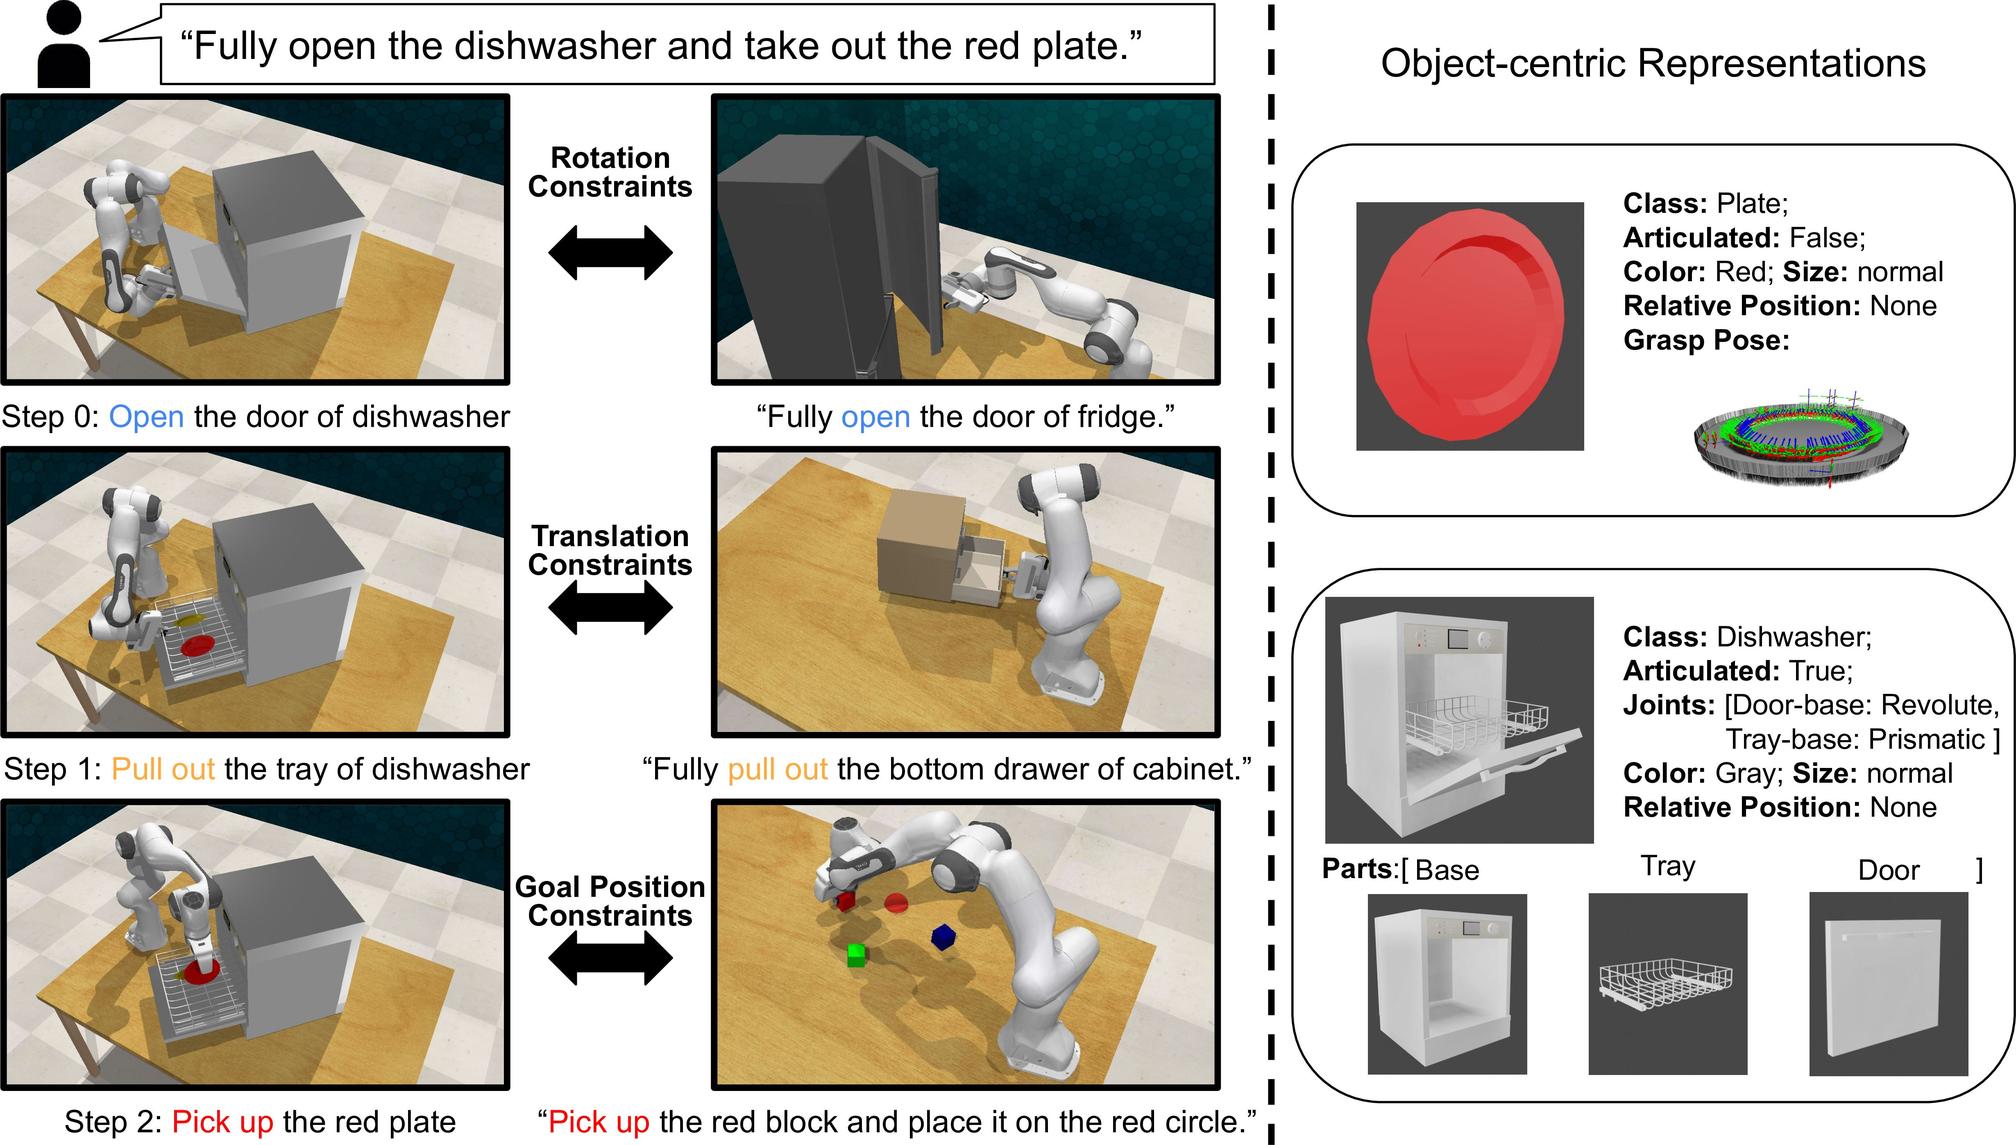 “Fully open the dishwasher and take out the red plate.”
Rotation
Constraints
Step 0: Open the door of dishwasher
“Fully open the door of fridge.”
Translation
Constraints
Step 1: Pull out the tray of dishwasher
“Fully pull out the bottom drawer of cabinet.”
Goal Position
Constraints
Step 2: Pick up the red plate
“Pick up the red block and place it on the red circle.”
Object-centric Representations
Class: Plate;
Articulated: False;
Color: Red; Size: normal
Relative Position: None
Grasp Pose:
Class: Dishwasher;
Articulated: True;
Joints: [Door-base: Revolute,
Tray-base: Prismatic ]
Color: Gray; Size: normal
Relative Position: None
Parts:[ Base Tray Door ]